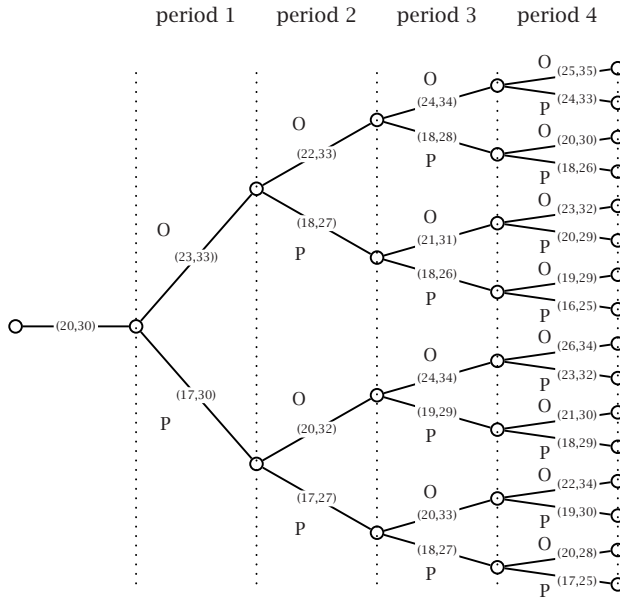 period 1 period 2 period 3 period 4
O (25,35)
O (24,34)
P (24,33)
O (22,33)
O (20,30)
(18,28)
P
P (18,26)
O (23,33))
O (23,32)
O (21,31)
(18,27)
P (20,29)
P
O (19,29)
(18,26)
P
P (16,25)
(20,30)
O (26,34)
O (24,34)
P (23,32)
P (17,30)
O (20,32)
O (21,30)
(19,29)
P
P (18,29)
O (22,34)
O (20,33)
(17,27)
P (19,30)
P
O (20,28)
(18,27)
P
P (17,25)